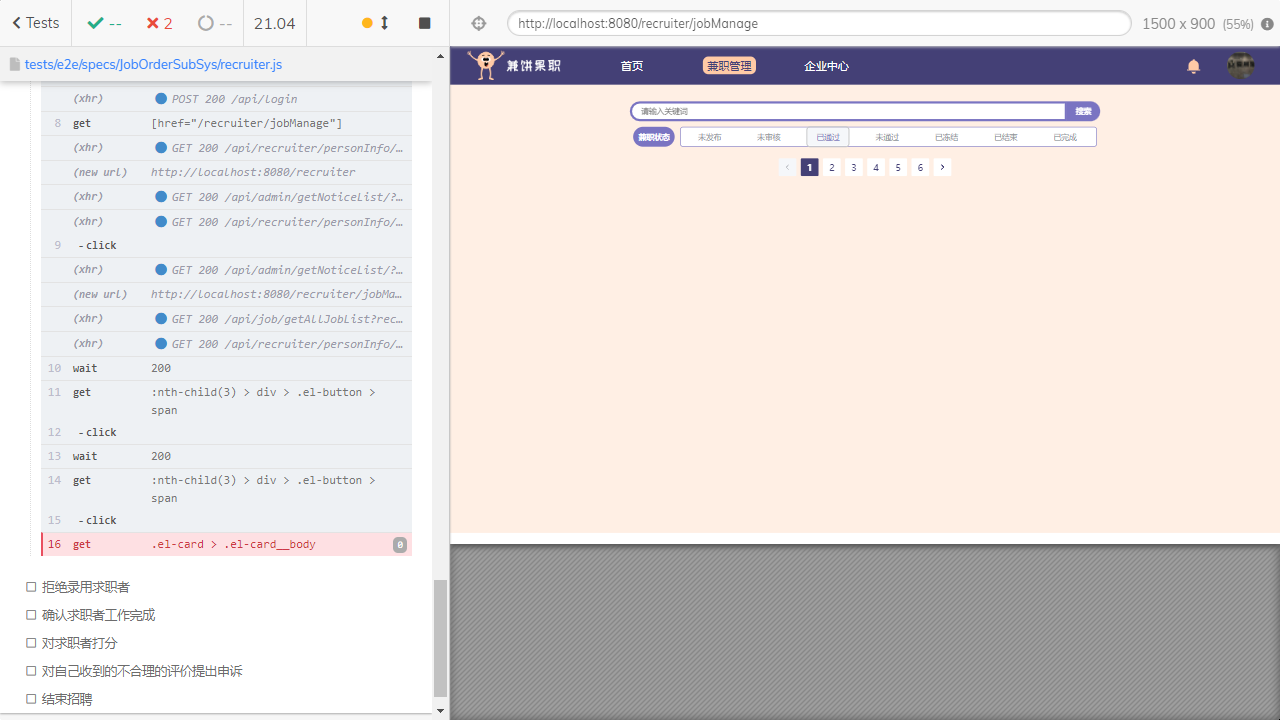 Tests
--
2
--
21.04
http://localhost:8080/recruiter/jobManage
1500 x 900 (55%)
tests/e2e/specs/JobOrderSubSys/recruiter.js
(xhr) POST 200 /api/login
8 get [href="/recruiter/jobManage"]
(xhr) GET 200 /api/recruiter/personInfo/…
(new url) http://localhost:8080/recruiter
(xhr) GET 200 /api/admin/getNoticeList/?…
(xhr) GET 200 /api/recruiter/personInfo/…
9 -click
(xhr) GET 200 /api/admin/getNoticeList/?…
(new url) http://localhost:8080/recruiter/jobMa…
(xhr) GET 200 /api/job/getAllJobList?rec…
(xhr) GET 200 /api/recruiter/personInfo/…
10 wait 200
11 get :nth-child(3) > div > .el-button >
span
12 -click
13 wait 200
14 get :nth-child(3) > div > .el-button >
span
15 -click
16 get .el-card > .el-card__body 0
拒绝录用求职者
确认求职者工作完成
对求职者打分
对自己收到的不合理的评价提出申诉
结束招聘
兼饼果职 首页 兼职管理 企业中心
请输入关键词 搜索
兼职状态 未发布 未审核 已通过 未通过 已冻结 已结束 已完成
< 1 2 3 4 5 6 >